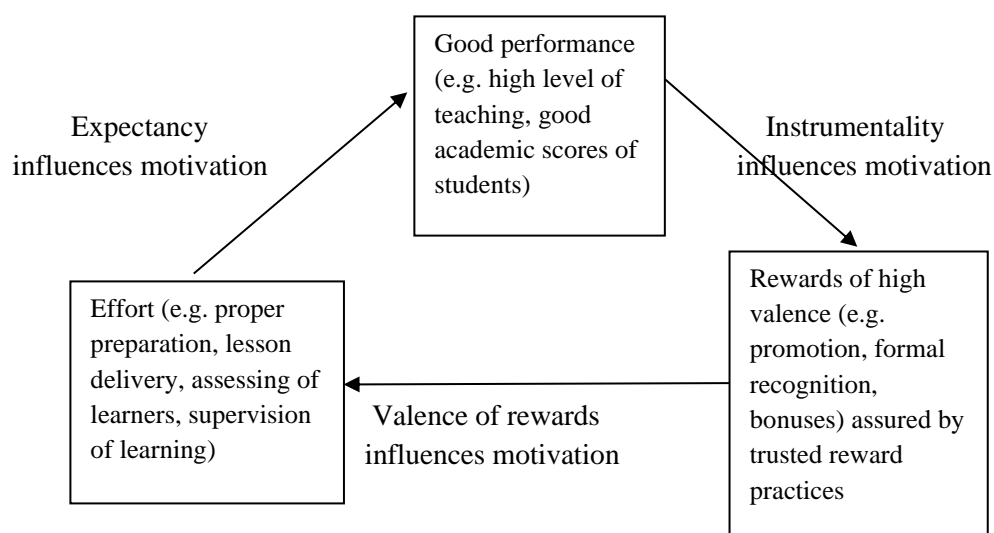 Good performance
(e.g. high level of
teaching, good
academic scores of
students)
Expectancy
influences motivation
Instrumentality
influences motivation
Effort (e.g. proper
preparation, lesson
delivery, assessing of
learners, supervision
of learning)
Rewards of high
valence (e.g.
promotion, formal
recognition,
bonuses) assured by
trusted reward
practices
Valence of rewards
influences motivation